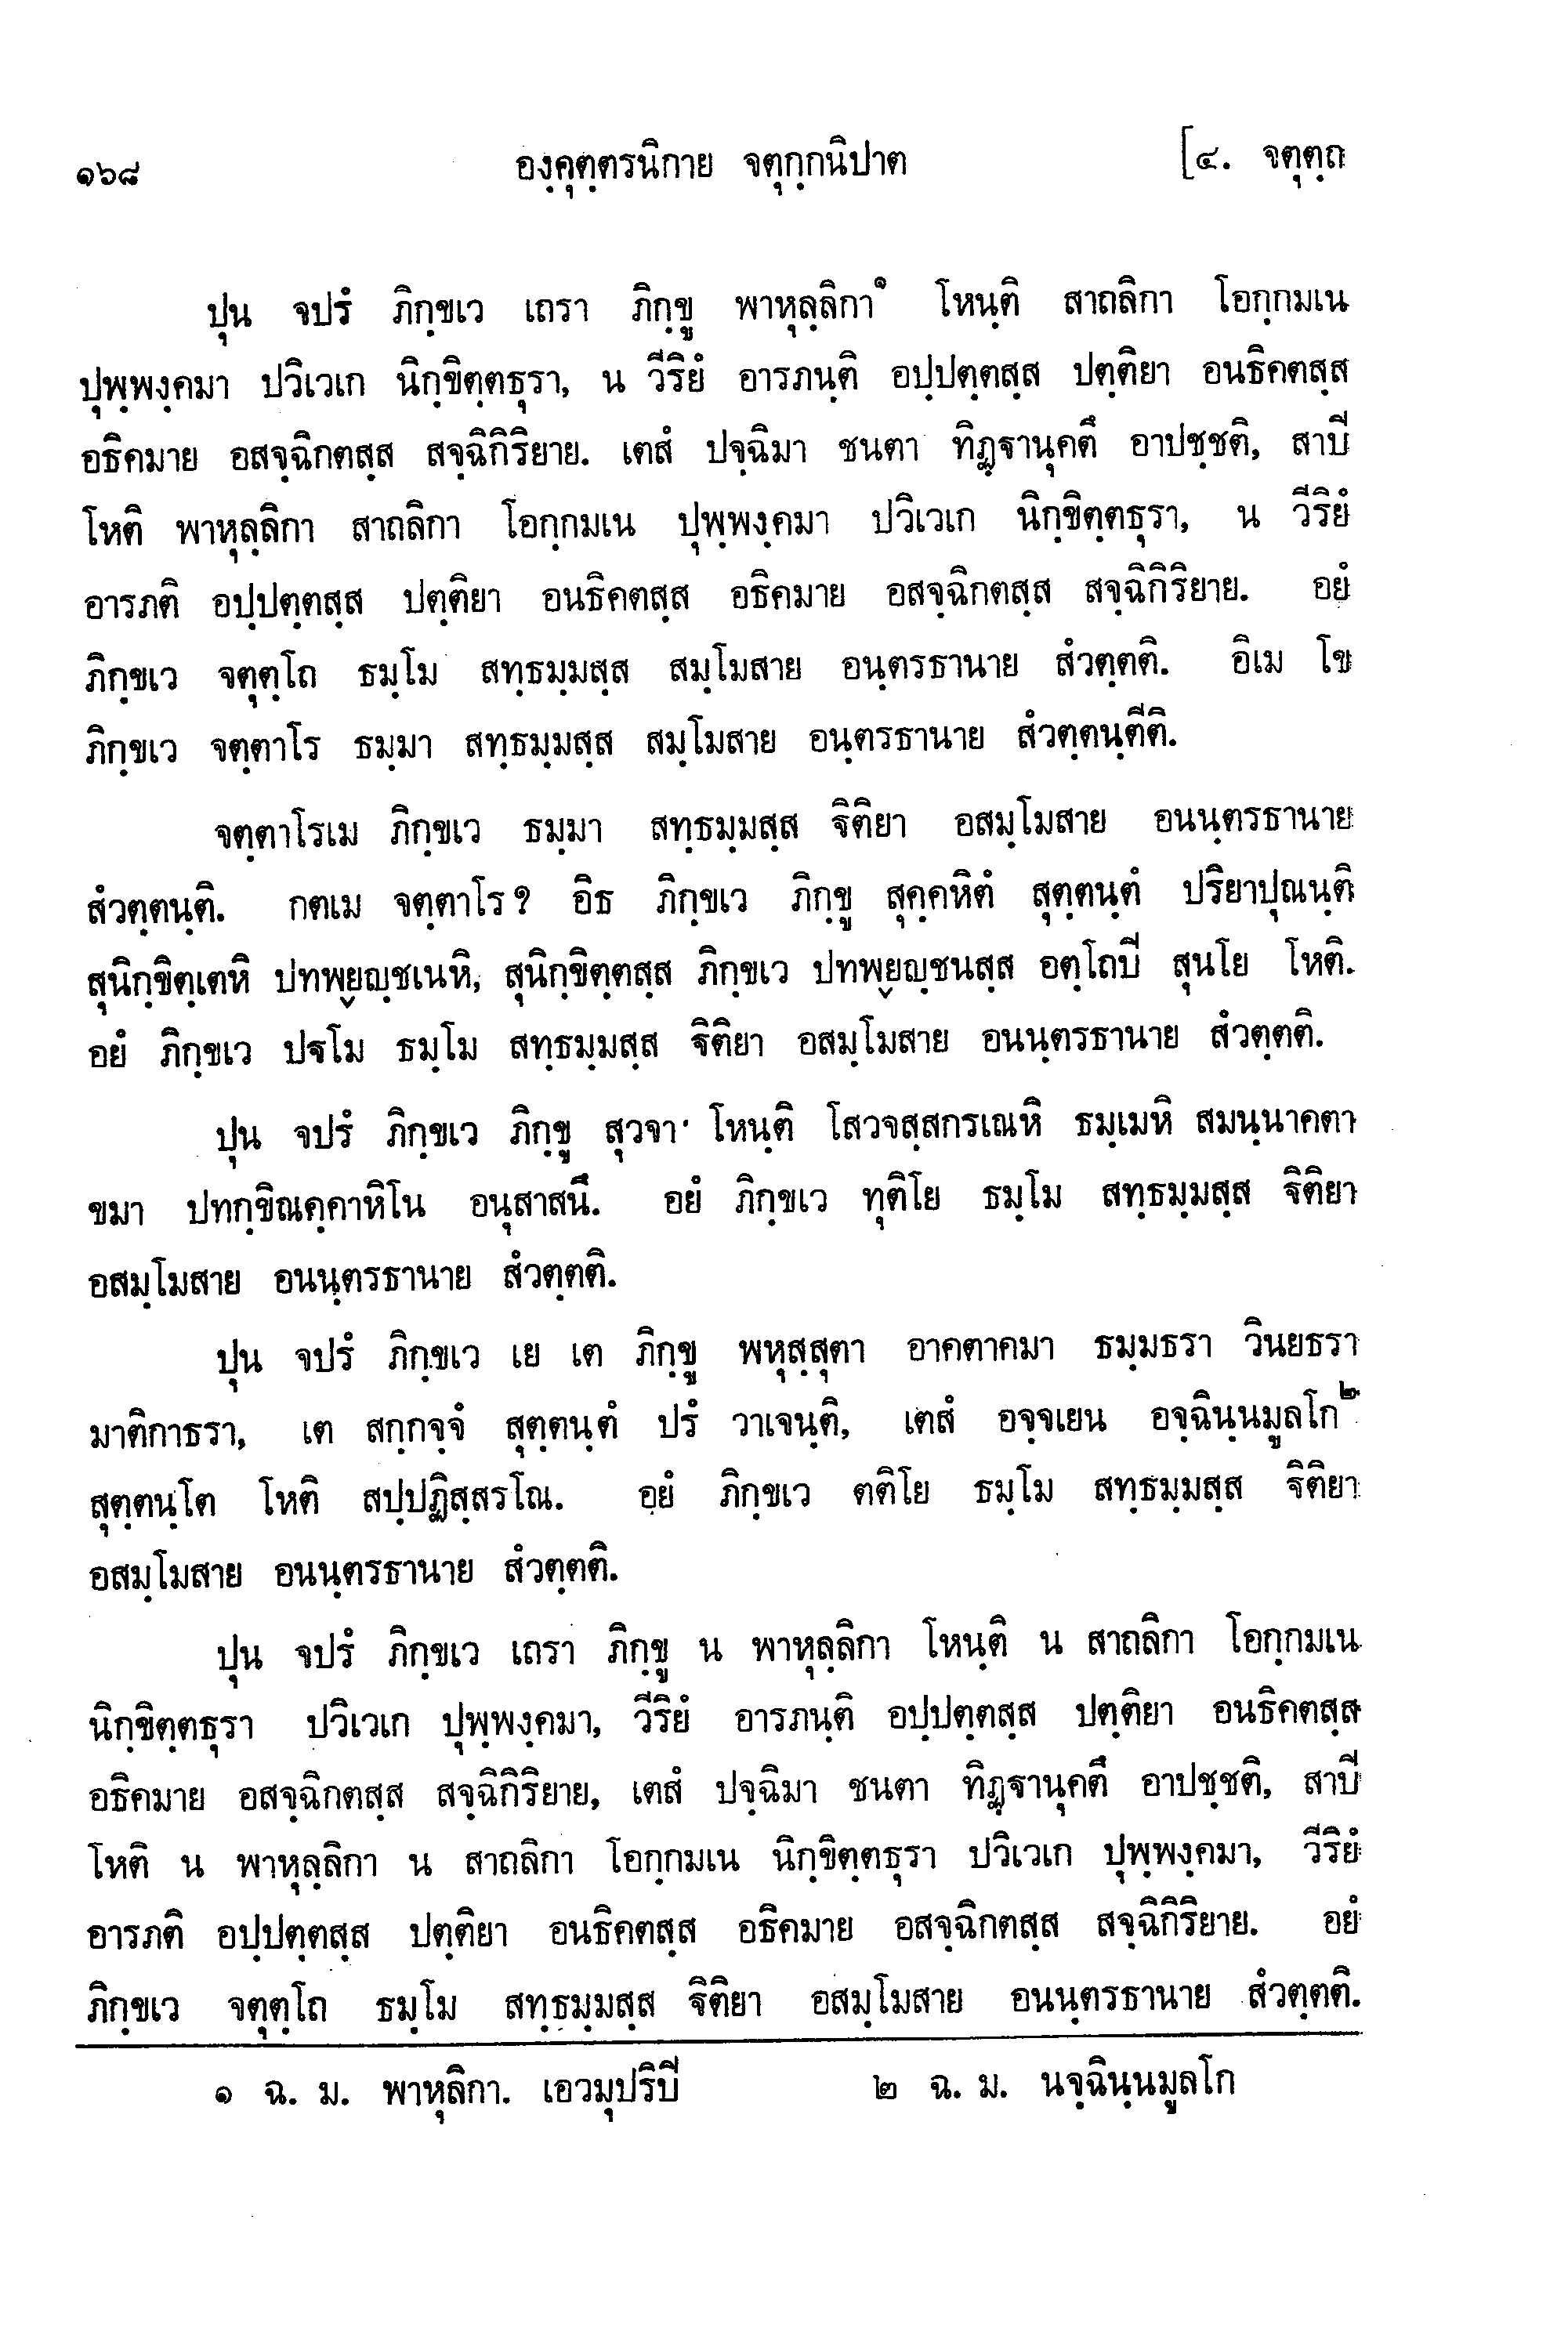 ๑๖๘ องฺคุตฺตรนิกาย จตุกฺกนิปาต [๔. จตุตฺถ
ปุน จปรํ ภิกฺขเว เถรา ภิกฺขู พาหุลฺลิกา๑ โหนฺติ สาถลิกา โอกฺกมเน
ปุพฺพงฺคมา ปวิเวเก นิกฺขิตฺตธุรา, น วีริยํ อารภนฺติ อปฺปตฺตสฺส ปตฺติยา อนธิคตสฺส
อธิคมาย อสจฺฉิกตสฺส สจฺฉิกิริยาย. เตสํ ปจฺฉิมา ชนตา ทิฏฺฐานุคตึ อาปชฺชติ, สาปิ
โหติ พาหุลฺลิกา สาถลิกา โอกฺกมเน ปุพฺพงฺคมา ปวิเวเก นิกฺขิตฺตธุรา, น วีริยํ
อารภติ อปฺปตฺตสฺส ปตฺติยา อนธิคตสฺส อธิคมาย อสจฺฉิกตสฺส สจฺฉิกิริยาย. อยํ
ภิกฺขเว จตุตฺโถ ธมฺโม สทฺธมฺมสฺส สมฺโมสาย อนฺตรธานาย สํวตฺตติ. อิเม โข
ภิกฺขเว จตฺตาโร ธมฺมา สทฺธมฺมสฺส สมฺโมสาย อนฺตรธานาย สํวตฺตนฺตีติ.
จตฺตาโรเม ภิกฺขเว ธมฺมา สทฺธมฺมสฺส ฐิติยา อสมฺโมสาย อนนฺตรธานาย
สํวตฺตนฺติ. กตเม จตฺตาโร? อิธ ภิกฺขเว ภิกฺขู สุคฺคหิตํ สุตฺตนฺตํ ปริยาปุณนฺติ
สุนิกฺขิตฺเตหิ ปทพฺยญฺชเนหิ, สุนิกฺขิตฺตสฺส ภิกฺขเว ปทพฺยญฺชนสฺส อตฺโถปิ สุนโย โหติ.
อยํ ภิกฺขเว ปฐโม ธมฺโม สทฺธมฺมสฺส ฐิติยา อสมฺโมสาย อนนฺตรธานาย สํวตฺตติ.
ปุน จปรํ ภิกฺขเว ภิกฺขู สุวจา โหนฺติ โสวจสฺสกรเณหิ ธมฺเมหิ สมนฺนาคตา
ขมา ปทกฺขิณคฺคาหิโน อนุสาสนึ. อยํ ภิกฺขเว ทุติโย ธมฺโม สทฺธมฺมสฺส ฐิติยา
อสมฺโมสาย อนนฺตรธานาย สํวตฺตติ.
ปุน จปรํ ภิกฺขเว เย เต ภิกฺขู พหุสฺสุตา อาคตาคมา ธมฺมธรา วินยธรา
มาติกาธรา, เต สกฺกจฺจํ สุตฺตนฺตํ ปรํ วาเจนฺติ, เตสํ อจฺจเยน อจฺฉินฺนมูลโก๒
สุตฺตนฺโต โหติ สปฺปฏิสฺสรโณ. อยํ ภิกฺขเว ตติโย ธมฺโม สทฺธมฺมสฺส ฐิติยา
อสมฺโมสาย อนนฺตรธานาย สํวตฺตติ.
ปุน จปรํ ภิกฺขเว เถรา ภิกฺขู น พาหุลฺลิกา โหนฺติ น สาถลิกา โอกฺกมเน
นิกฺขิตฺตธุรา ปวิเวเก ปุพฺพงฺคมา, วีริยํ อารภนฺติ อปฺปตฺตสฺส ปตฺติยา อนธิคตสฺส
อธิคมาย อสจฺฉิกตสฺส สจฺฉิกิริยาย, เตสํ ปจฺฉิมา ชนตา ทิฏฺฐานุคตึ อาปชฺชติ, สาปิ
โหติ น พาหุลฺลิกา น สาถลิกา โอกฺกมเน นิกฺขิตฺตธุรา ปวิเวเก ปุพฺพงฺคมา, วีริยํ
อารภติ อปฺปตฺตสฺส ปตฺติยา อนธิคตสฺส อธิคมาย อสจฺฉิกตสฺส สจฺฉิกิริยาย. อยํ
ภิกฺขเว จตุตฺโถ ธมฺโม สทฺธมฺมสฺส ฐิติยา อสมฺโมสาย อนนฺตรธานาย สํวตฺตติ.
๑ ฉ. ม. พาหุลิกา. เอวมุปริปิ ๒ ฉ. ม. นจฺฉินฺนมูลโก